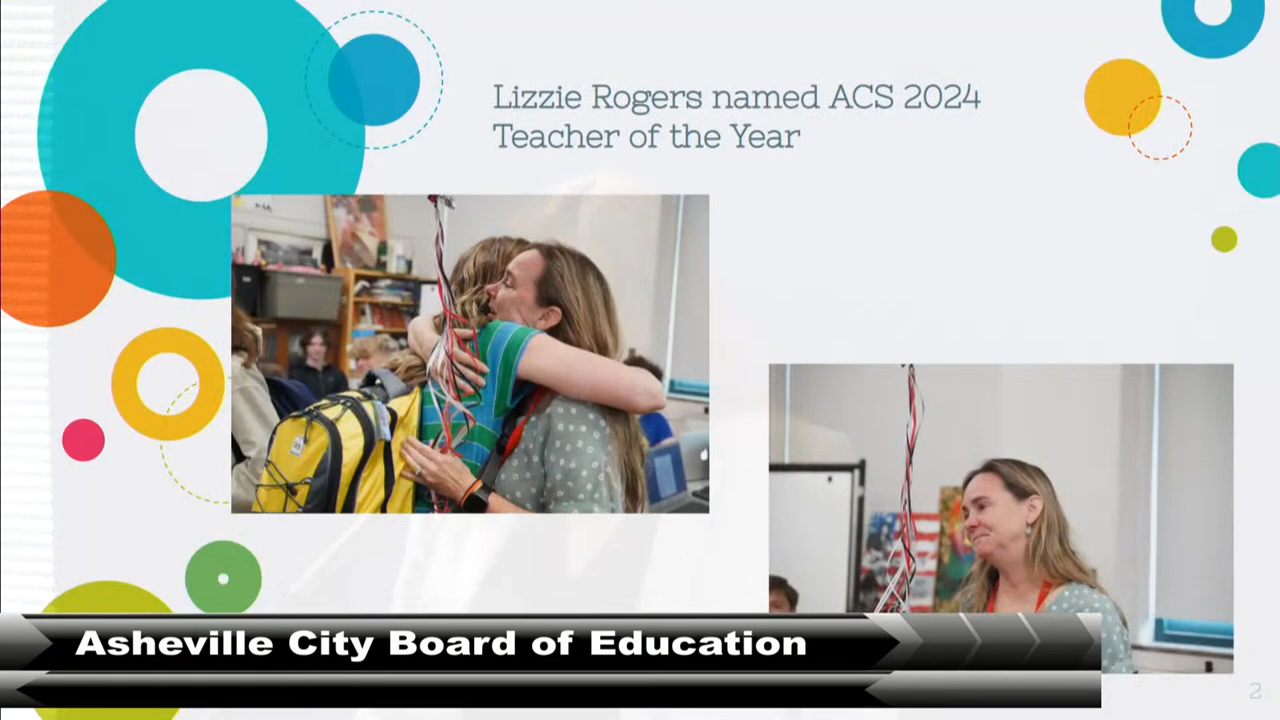 Lizzie Rogers named ACS 2024
Teacher of the Year
Asheville City Board of Education
2